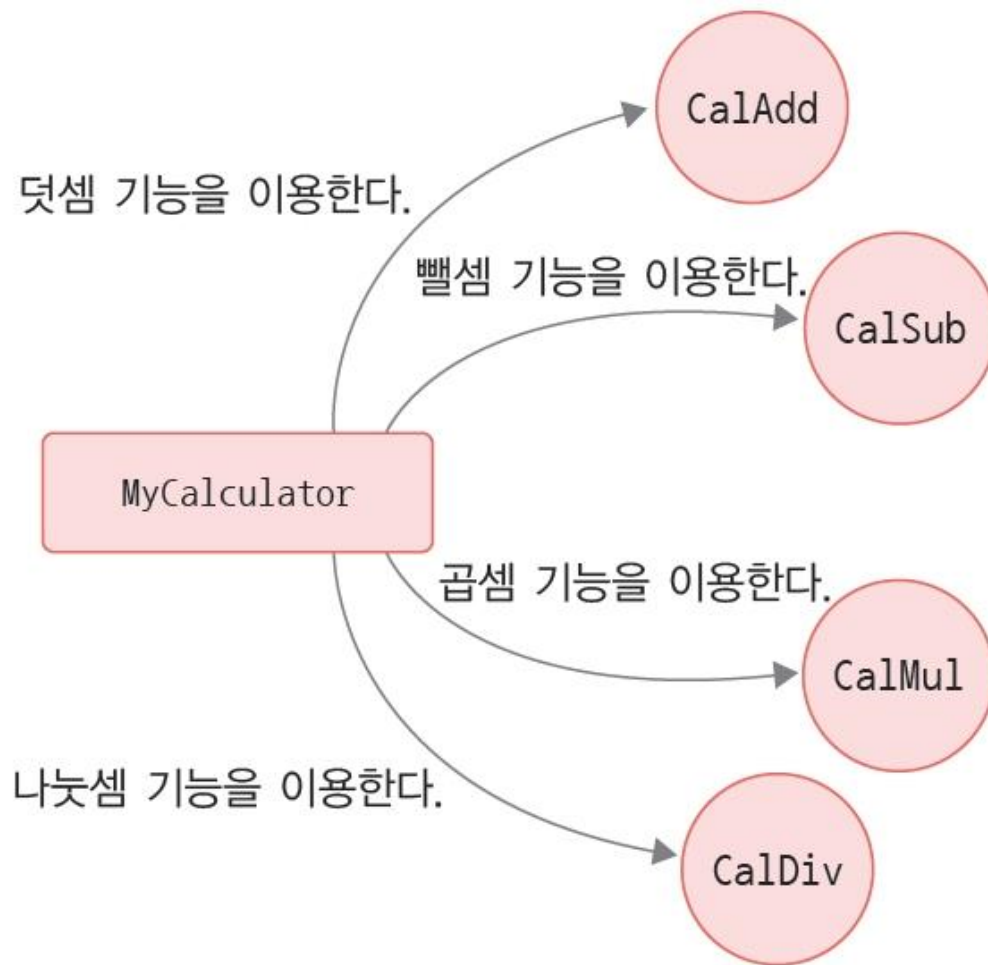 CalAdd
덧셈 기능을 이용한다.
뺄셈 기능을 이용한다.
CalSub
MyCalculator
곱셈 기능을 이용한다.
CalMul
나눗셈 기능을 이용한다.
CalDiv